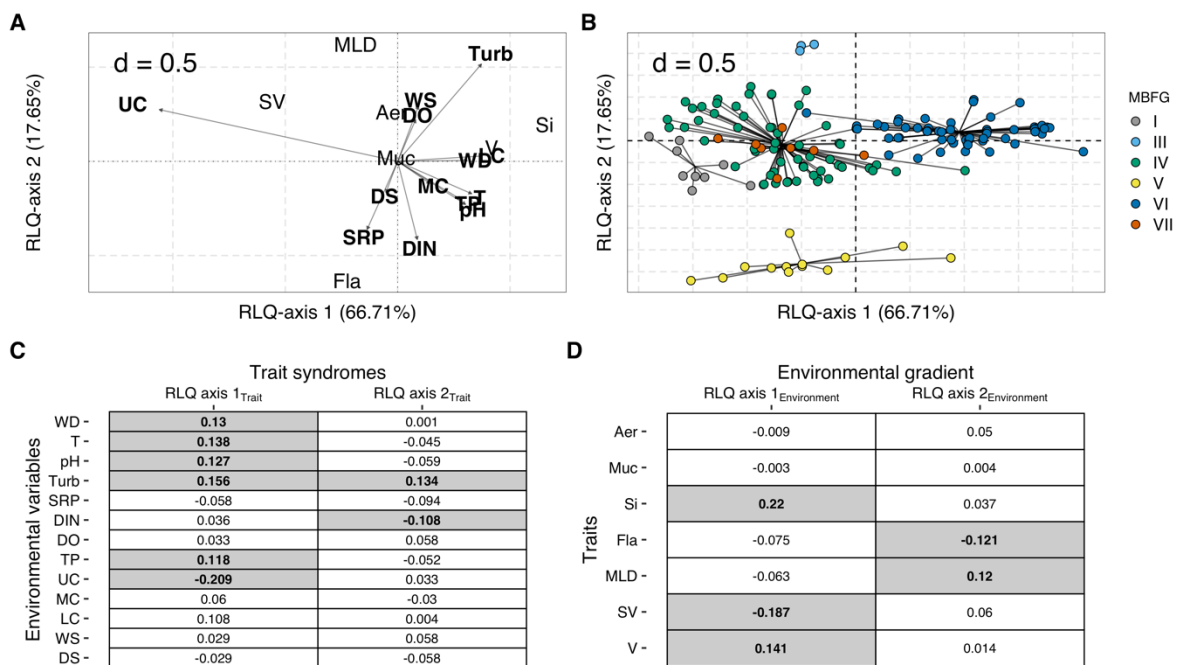 A
B
d = 0.5
MLD
Turb
UC
SV
WS
Aer
DO
Si
Muc
V
WD
LC
MC
DS
T
TP
pH
SRP
DIN
Fla
RLQ-axis 2 (17.65%)
RLQ-axis 1 (66.71%)
d = 0.5
RLQ-axis 2 (17.65%)
RLQ-axis 1 (66.71%)
MBFG
I
III
IV
V
VI
VII
C
Trait syndromes
RLQ axis 1Trait RLQ axis 2Trait
Environmental variables
WD 0.13 0.001
T 0.138 -0.045
pH 0.127 -0.059
Turb 0.156 0.134
SRP -0.058 -0.094
DIN 0.036 -0.108
DO 0.033 0.058
TP 0.118 -0.052
UC -0.209 0.033
MC 0.06 -0.03
LC 0.108 0.004
WS 0.029 0.058
DS -0.029 -0.058
D
Environmental gradient
RLQ axis 1Environment RLQ axis 2Environment
Traits
Aer -0.009 0.05
Muc -0.003 0.004
Si 0.22 0.037
Fla -0.075 -0.121
MLD -0.063 0.12
SV -0.187 0.06
V 0.141 0.014